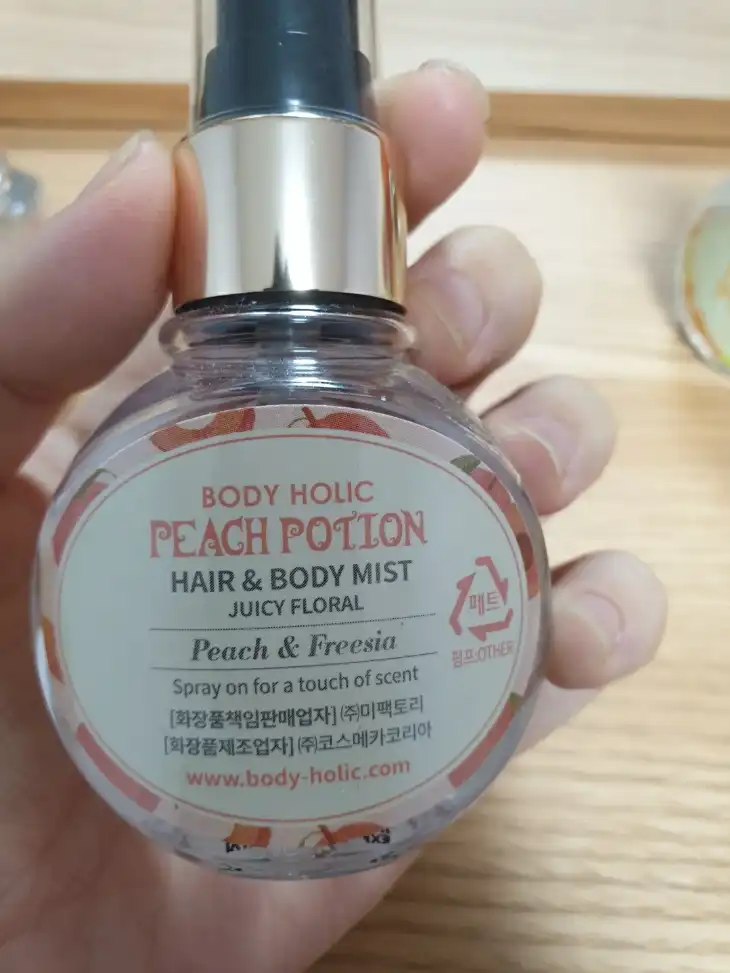 BODY HOLIC
PEACH POTION
HAIR & BODY MIST
JUICY FLORAL
Peach & Freesia
Spray on for a touch of scent
[화장품책임판매업자] ㈜미팩토리
[화장품제조업자] ㈜코스메카코리아
www.body-holic.com
페트
펌프:OTHER